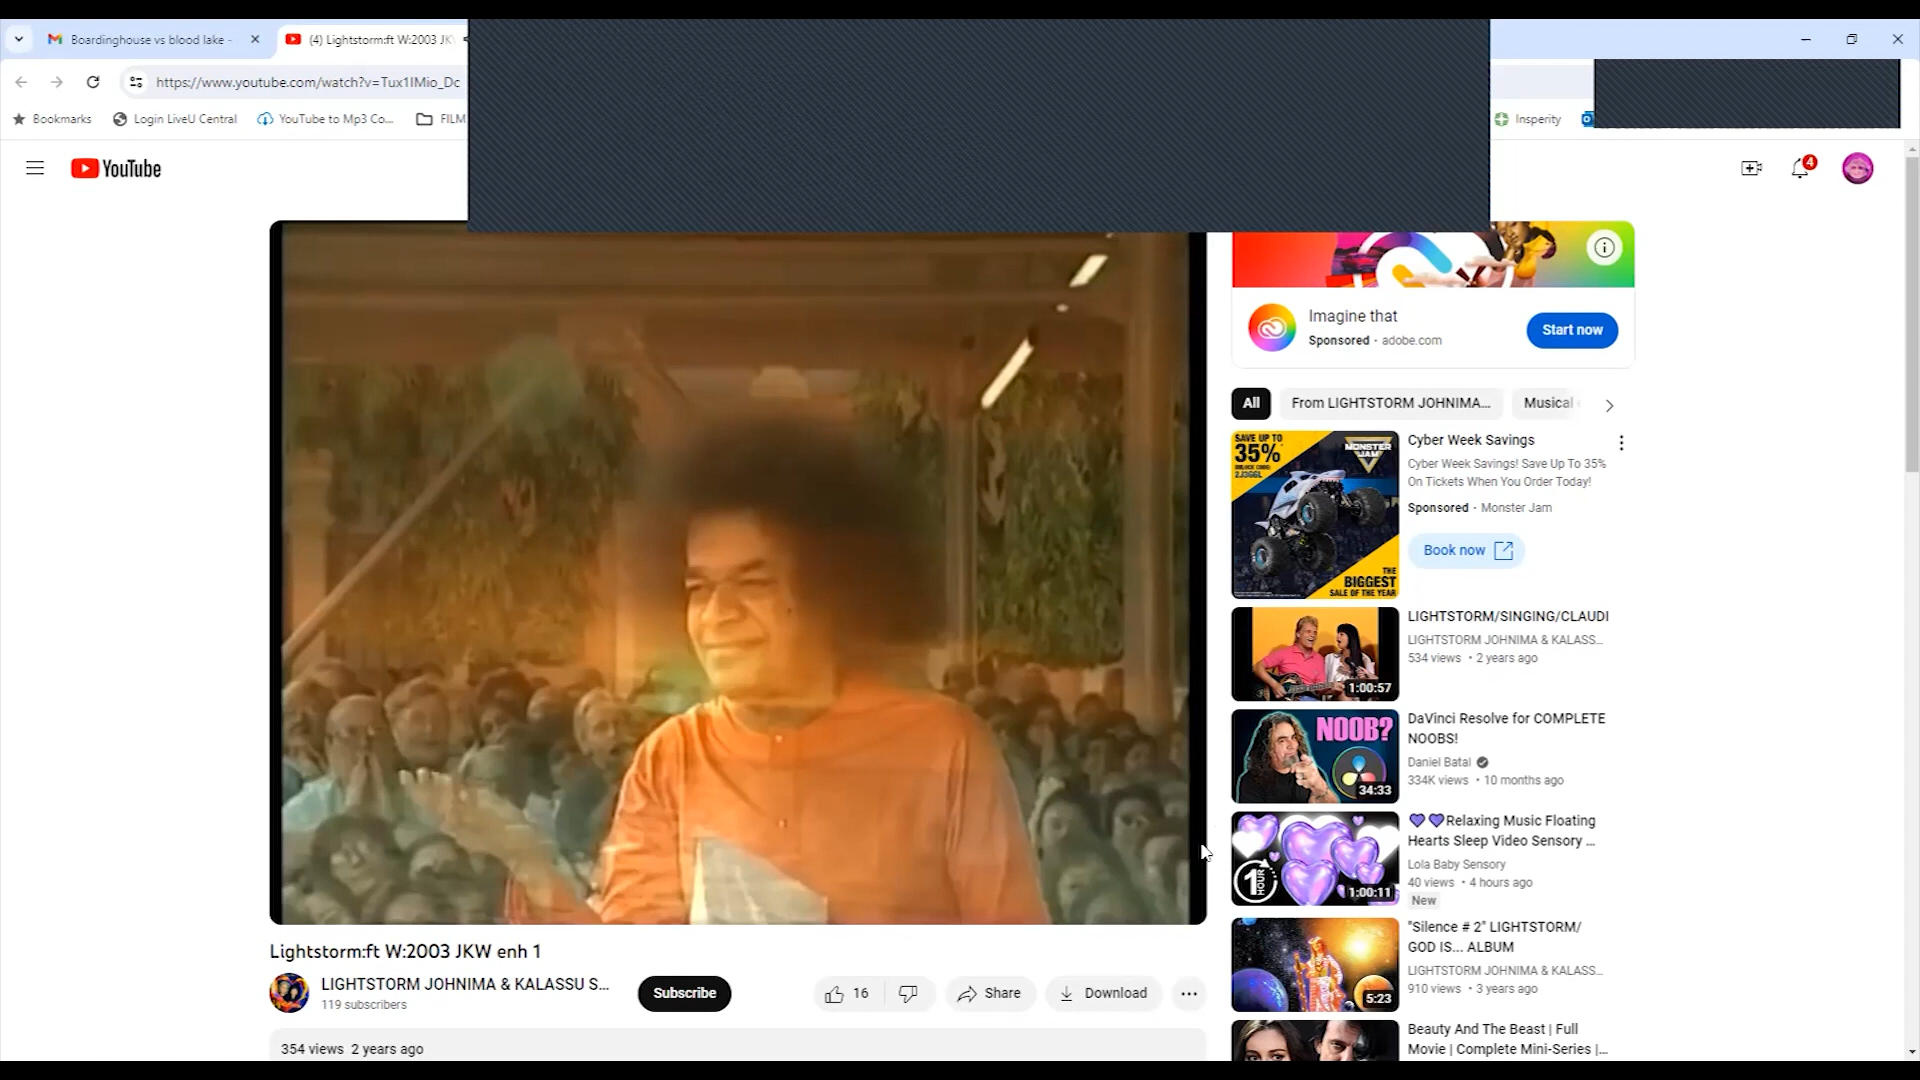 Boardinghouse vs blood lake -
(4) Lightstorm:ft W:2003 JK
https://www.youtube.com/watch?v=Tux1IMio_Dc
Bookmarks
Login LiveU Central
YouTube to Mp3 Co...
FILM
Insperity
YouTube
4
Imagine that
Sponsored · adobe.com
Start now
All
From LIGHTSTORM JOHNIMA...
Musical
SAVE UP TO
35%
MONSTER
JAM
THE
BIGGEST
SALE OF THE YEAR
Cyber Week Savings
Cyber Week Savings! Save Up To 35%
On Tickets When You Order Today!
Sponsored · Monster Jam
Book now
1:00:57
LIGHTSTORM/SINGING/CLAUDI
LIGHTSTORM JOHNIMA & KALASS...
534 views • 2 years ago
NOOB?
34:33
DaVinci Resolve for COMPLETE
NOOBS!
Daniel Batal
334K views • 10 months ago
1
HOUR
1:00:11
💜💜Relaxing Music Floating
Hearts Sleep Video Sensory ...
Lola Baby Sensory
40 views • 4 hours ago
New
5:23
"Silence # 2" LIGHTSTORM/
GOD IS... ALBUM
LIGHTSTORM JOHNIMA & KALASS...
910 views • 3 years ago
Beauty And The Beast | Full
Movie | Complete Mini-Series |...
Lightstorm:ft W:2003 JKW enh 1
LIGHTSTORM JOHNIMA & KALASSU S...
119 subscribers
Subscribe
16
Share
Download
354 views 2 years ago